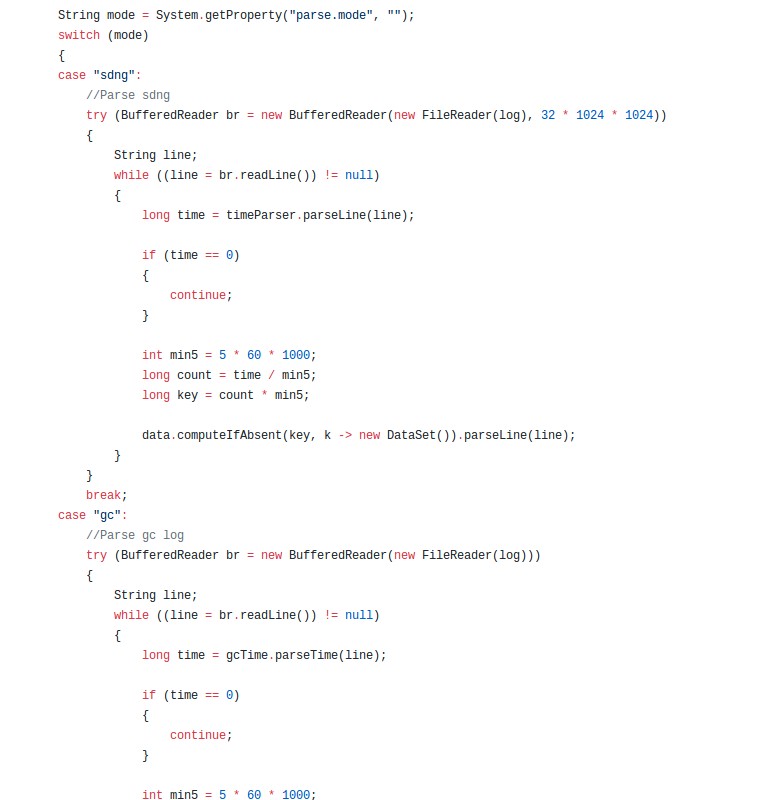 String mode = System.getProperty("parse.mode", "");
switch (mode)
{
case "sdng":
//Parse sdng
try (BufferedReader br = new BufferedReader(new FileReader(log), 32 * 1024 * 1024))
{
String line;
while ((line = br.readLine()) != null)
{
long time = timeParser.parseLine(line);
if (time == 0)
{
continue;
}
int min5 = 5 * 60 * 1000;
long count = time / min5;
long key = count * min5;
data.computeIfAbsent(key, k -> new DataSet()).parseLine(line);
}
}
break;
case "gc":
//Parse gc log
try (BufferedReader br = new BufferedReader(new FileReader(log)))
{
String line;
while ((line = br.readLine()) != null)
{
long time = gcTime.parseTime(line);
if (time == 0)
{
continue;
}
int min5 = 5 * 60 * 1000;